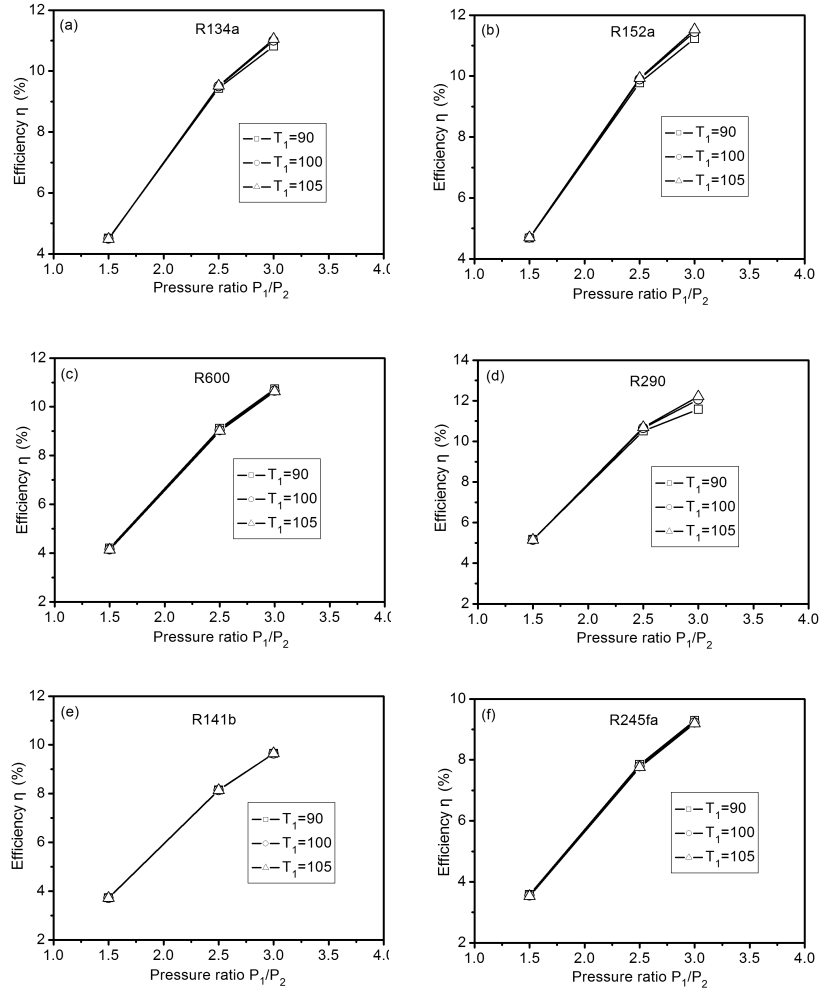 (a)
R134a
12
10
8
6
4
Efficiency η (%)
T1=90
T1=100
T1=105
1.0 1.5 2.0 2.5 3.0 3.5 4.0
Pressure ratio P1/P2
(b)
R152a
12
10
8
6
4
Efficiency η (%)
T1=90
T1=100
T1=105
1.0 1.5 2.0 2.5 3.0 3.5 4.0
Pressure ratio P1/P2
(c)
R600
12
10
8
6
4
2
Efficiency η (%)
T1=90
T1=100
T1=105
1.0 1.5 2.0 2.5 3.0 3.5 4.0
Pressure ratio P1/P2
(d)
R290
14
12
10
8
6
4
2
Efficiency η (%)
T1=90
T1=100
T1=105
1.0 1.5 2.0 2.5 3.0 3.5 4.0
Pressure ratio P1/P2
(e)
R141b
12
10
8
6
4
2
Efficiency η (%)
T1=90
T1=100
T1=105
1.0 1.5 2.0 2.5 3.0 3.5 4.0
Pressure ratio P1/P2
(f)
R245fa
10
8
6
4
2
Efficiency η (%)
T1=90
T1=100
T1=105
1.0 1.5 2.0 2.5 3.0 3.5 4.0
Pressure ratio P1/P2